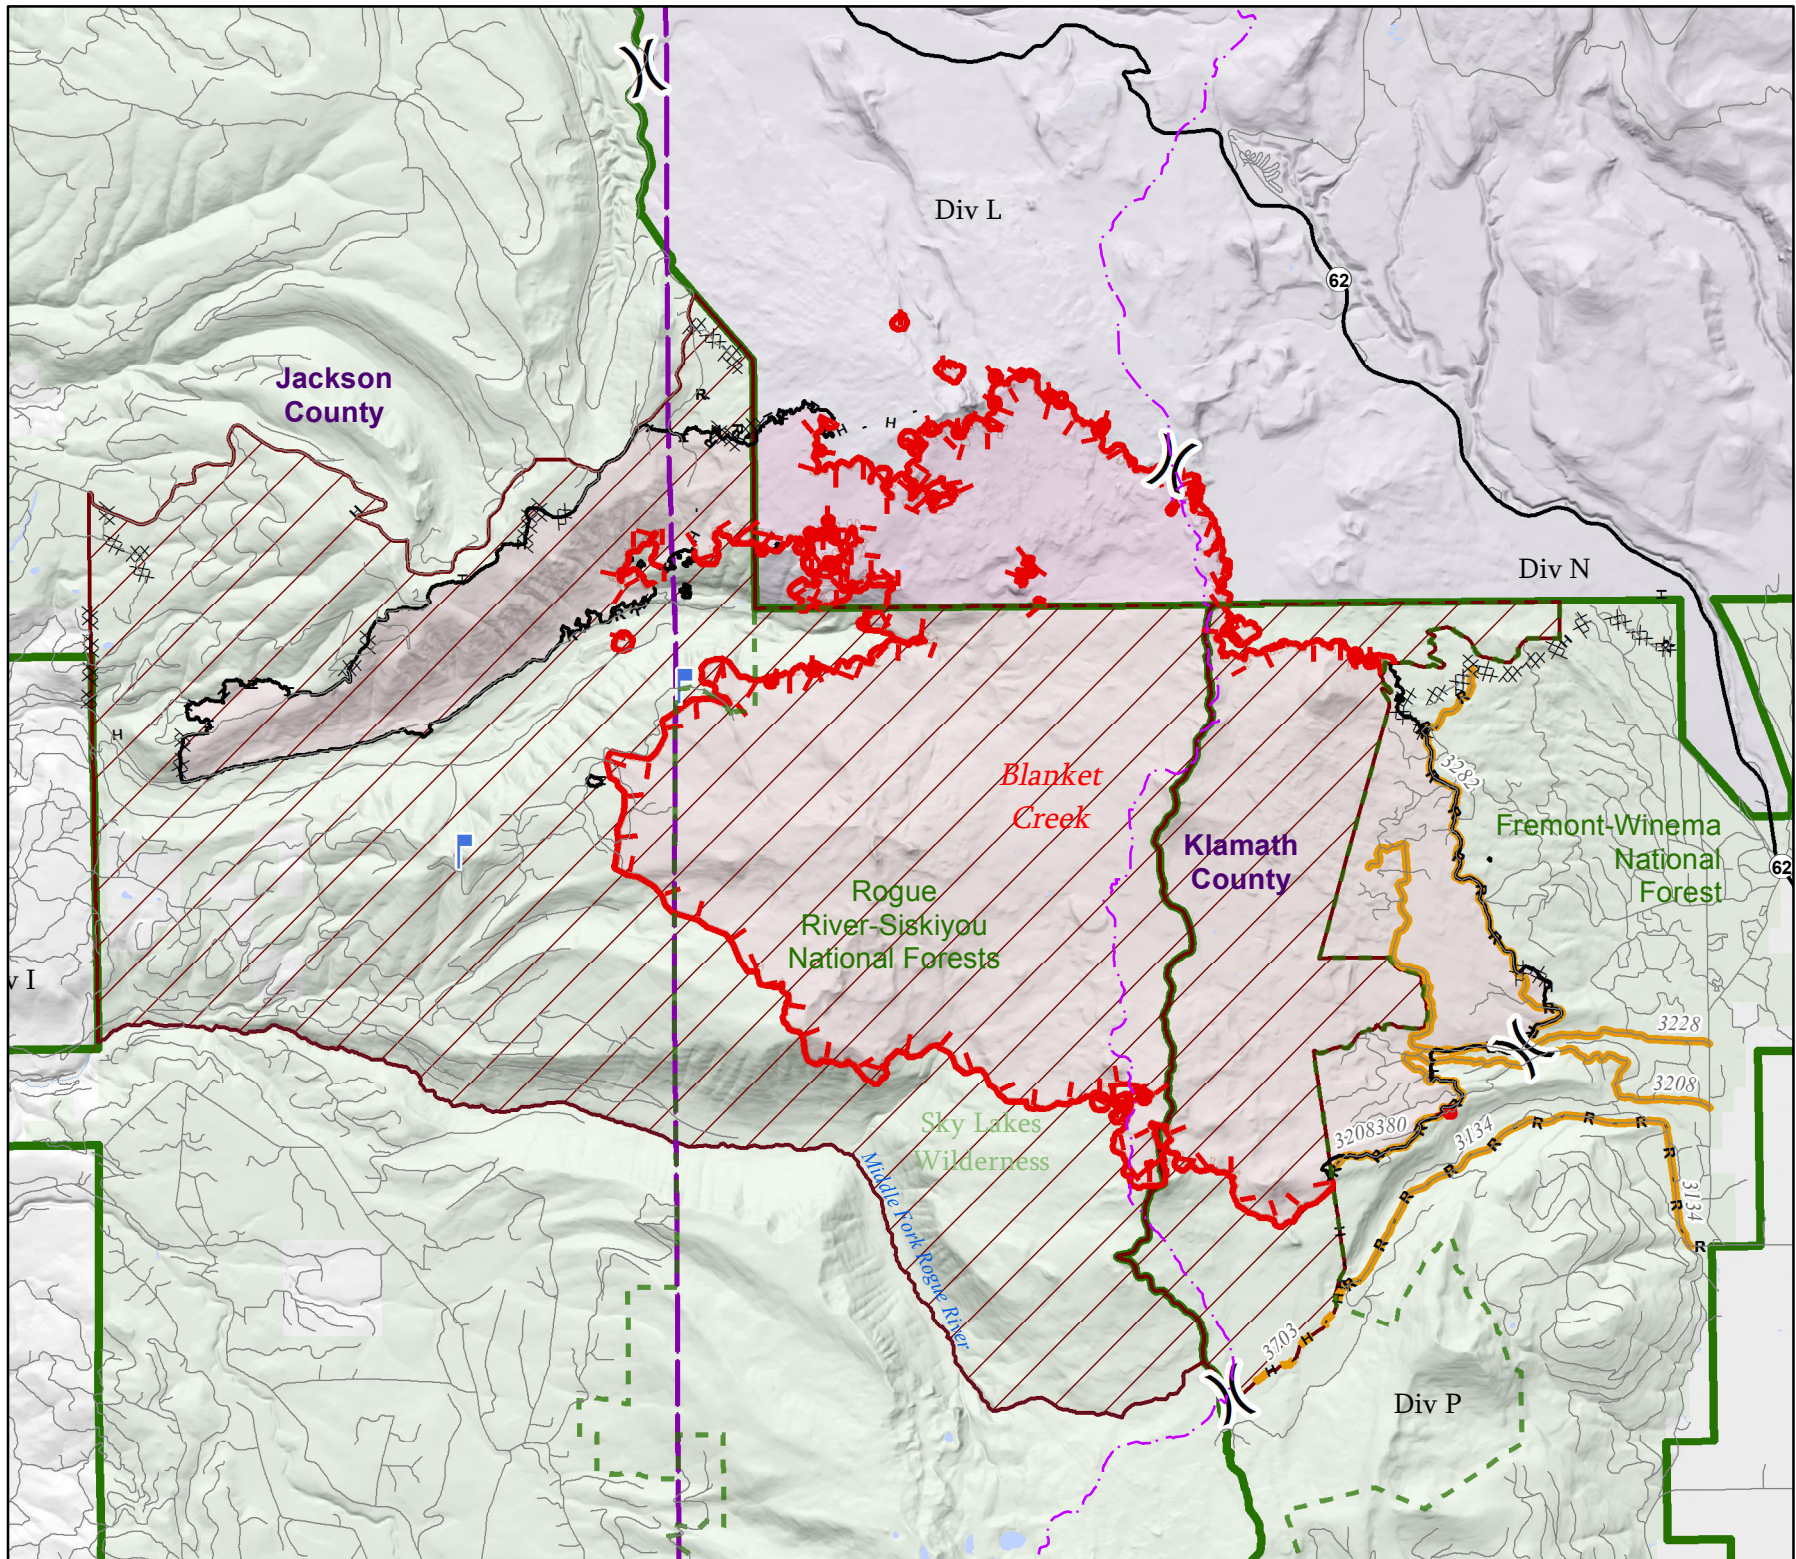 Div L
62
Jackson
County
Div N
3282
Blanket
Creek
Fremont-Winema
National
Forest
Klamath
County
62
Rogue
River-Siskiyou
National Forests
v I
3228
3208
Sky Lakes
Wilderness
3208380
3134
Middle Fork Rogue River
3134
3703
Div P
H
H
H
H
H
H
R
R
R
R
R
R
R
R
R
R
H
H
H